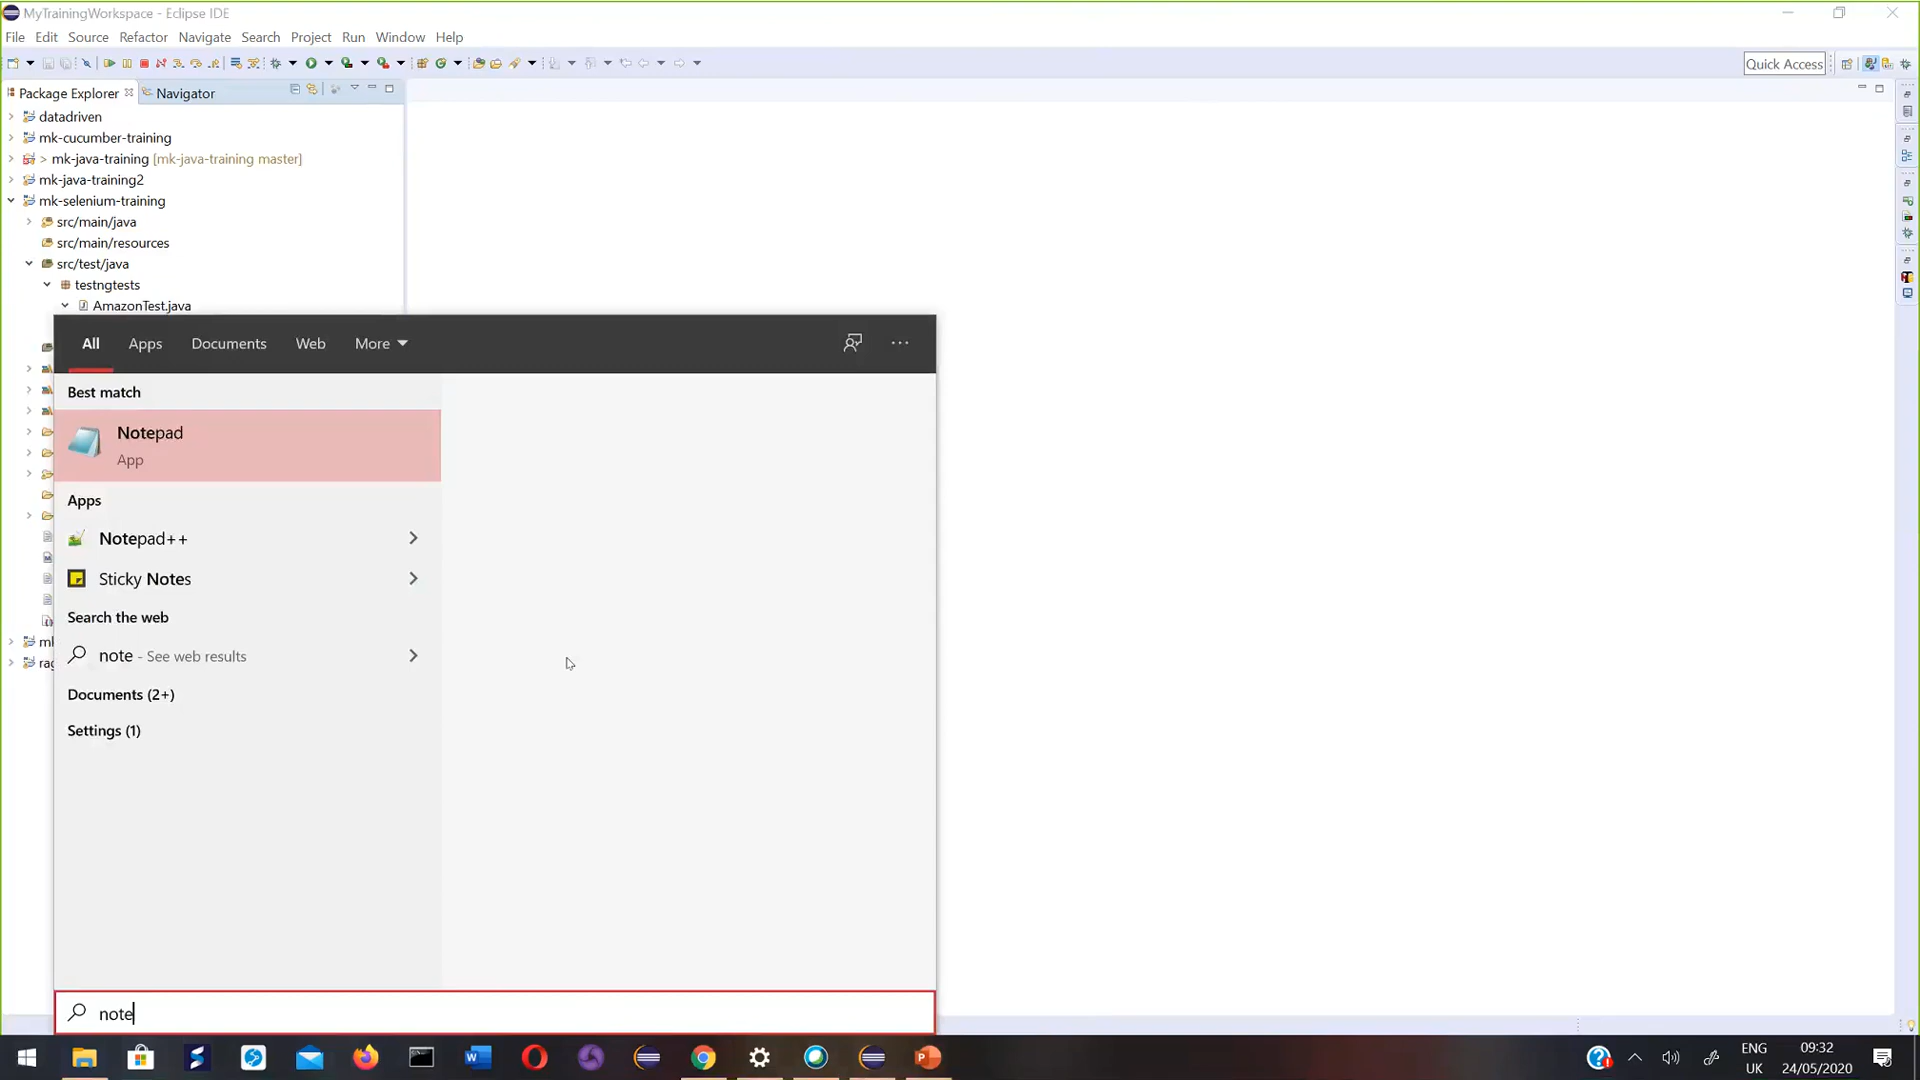 MyTrainingWorkspace - Eclipse IDE
File Edit Source Refactor Navigate Search Project Run Window Help
Quick Access
Package Explorer Navigator
datadriven
mk-cucumber-training
> mk-java-training [mk-java-training master]
mk-java-training2
mk-selenium-training
src/main/java
src/main/resources
src/test/java
testngtests
AmazonTest.java
All Apps Documents Web More
Best match
Notepad
App
Apps
Notepad++
Sticky Notes
Search the web
note - See web results
Documents (2+)
Settings (1)
note
ENG
UK
09:32
24/05/2020